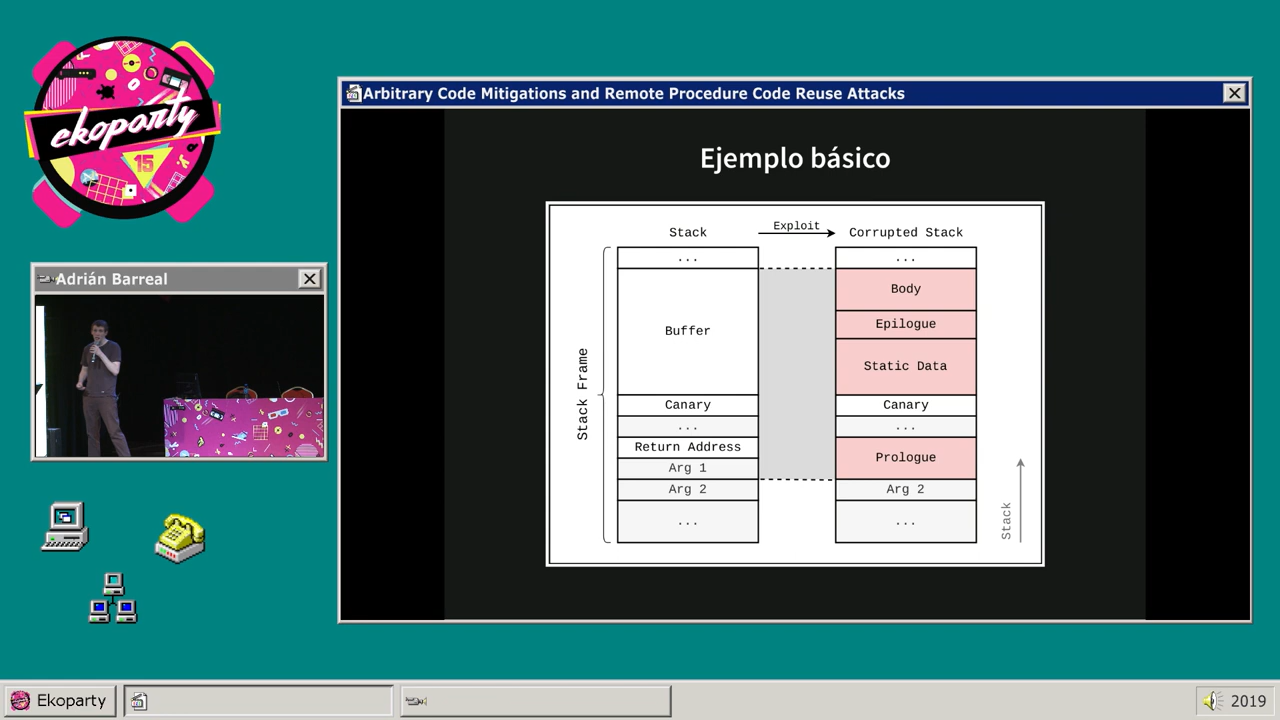 ekoparty
15
Arbitrary Code Mitigations and Remote Procedure Code Reuse Attacks
Ejemplo básico
Stack
Exploit
Corrupted Stack
...
...
Buffer
Body
Epilogue
Static Data
Stack Frame
Canary
Canary
...
...
Return Address
Prologue
Arg 1
Arg 2
Arg 2
...
...
Stack
Adrián Barreal
Ekoparty
2019